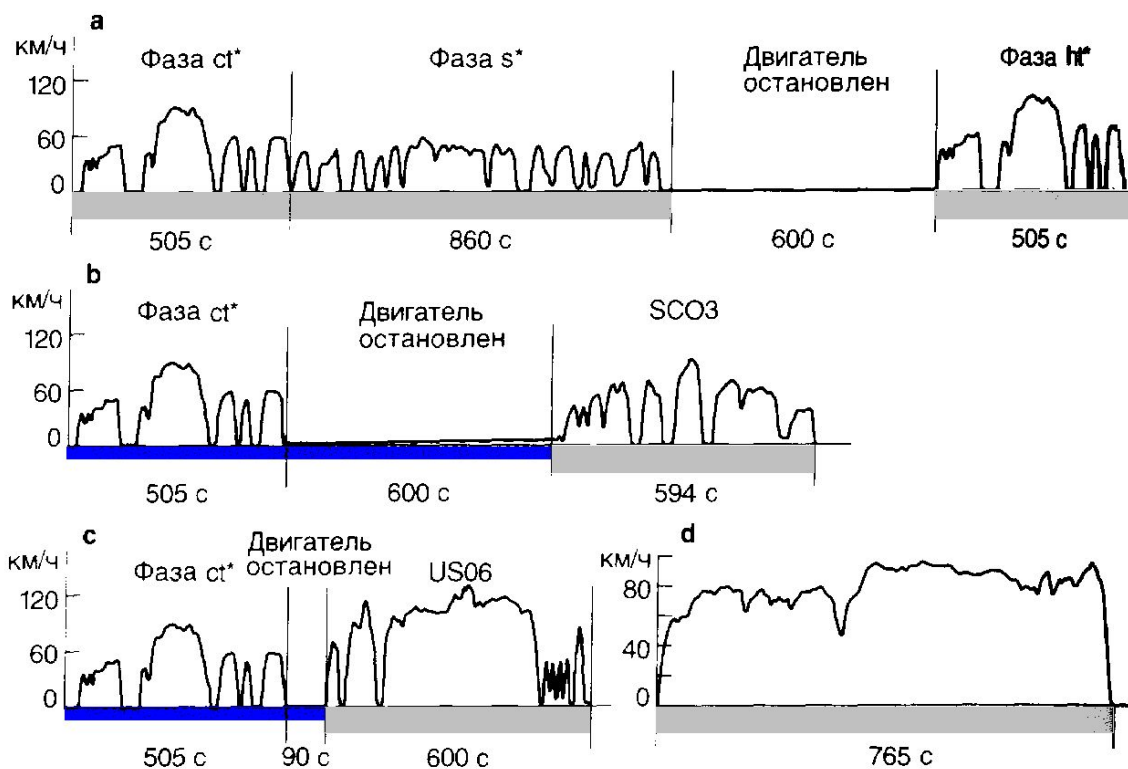 a
км/ч
Фаза ct*
Фаза s*
Двигатель
остановлен
Фаза ht*
120
60
0
505 с
860 с
600 с
505 с
b
км/ч
Фаза ct*
Двигатель
остановлен
SCO3
120
60
0
505 с
600 с
594 с
c
км/ч
Фаза ct*
Двигатель
остановлен
US06
120
60
0
505 с
90 с
600 с
d
км/ч
80
40
0
765 с